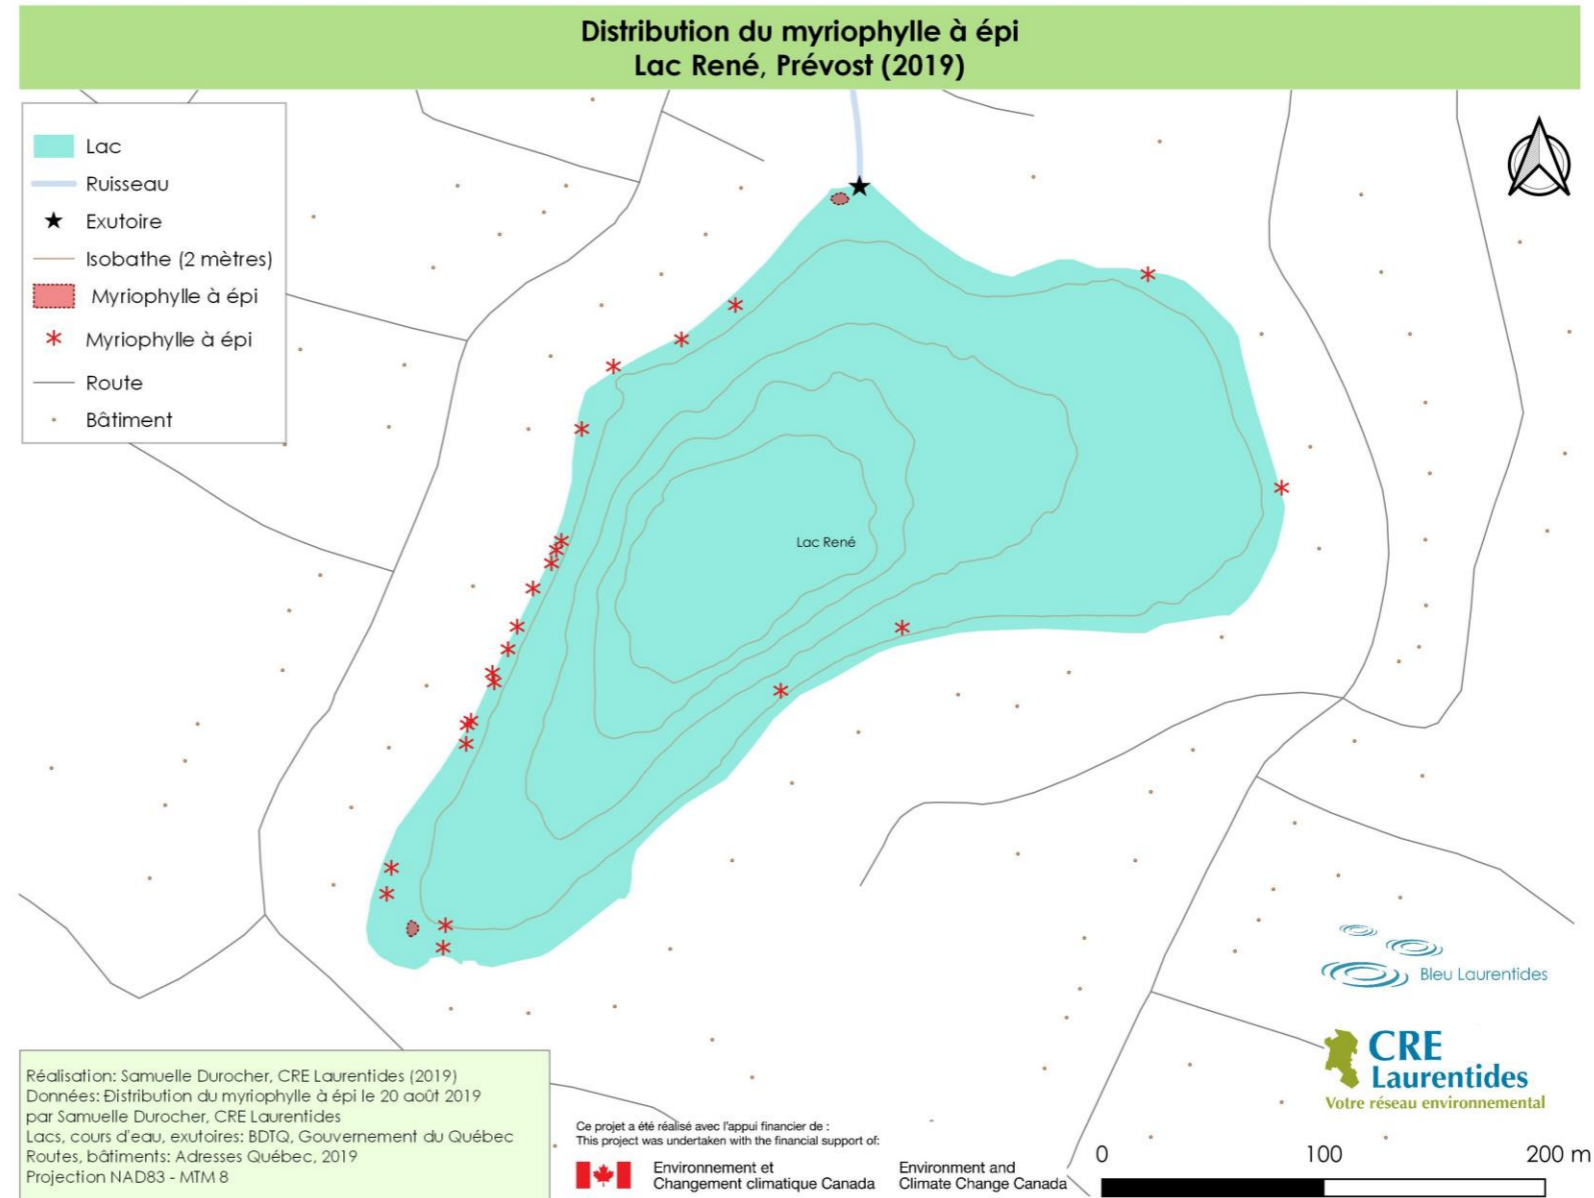 Distribution du myriophylle à épi
Lac René, Prévost (2019)
Lac
Ruisseau
Exutoire
Isobathe (2 mètres)
Myriophylle à épi
Myriophylle à épi
Route
Bâtiment
Lac René
Bleu Laurentides
CRE
Laurentides
Votre réseau environnemental
Réalisation: Samuelle Durocher, CRE Laurentides (2019)
Données: Distribution du myriophylle à épi le 20 août 2019
par Samuelle Durocher, CRE Laurentides
Lacs, cours d'eau, exutoires: BDTQ, Gouvernement du Québec
Routes, bâtiments: Adresses Québec, 2019
Projection NAD83 - MTM 8
Ce projet a été réalisé avec l'appui financier de :
This project was undertaken with the financial support of:
Environnement et
Changement climatique Canada
Environment and
Climate Change Canada
0 100 200 m